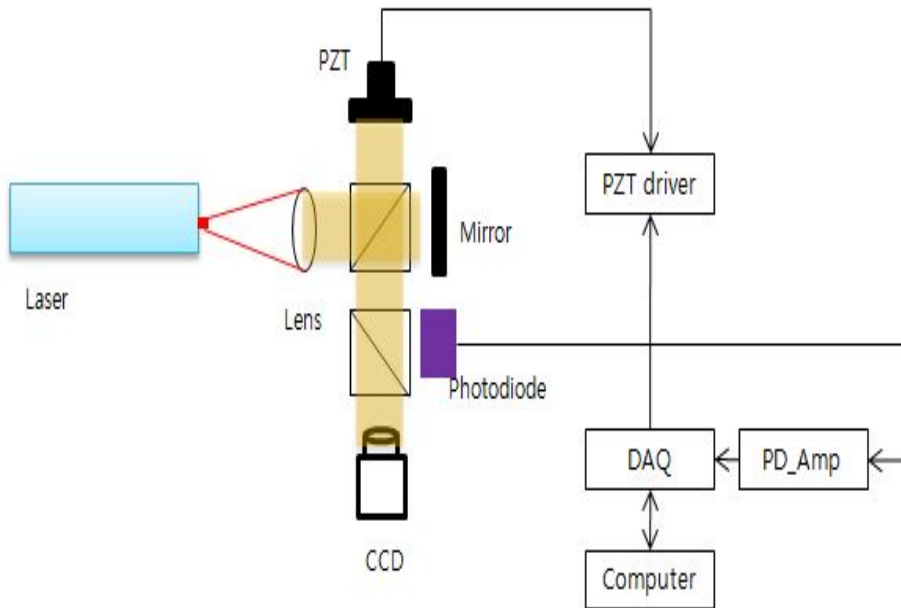 PZT
PZT driver
Mirror
Laser
Lens
Photodiode
DAQ
PD_Amp
CCD
Computer